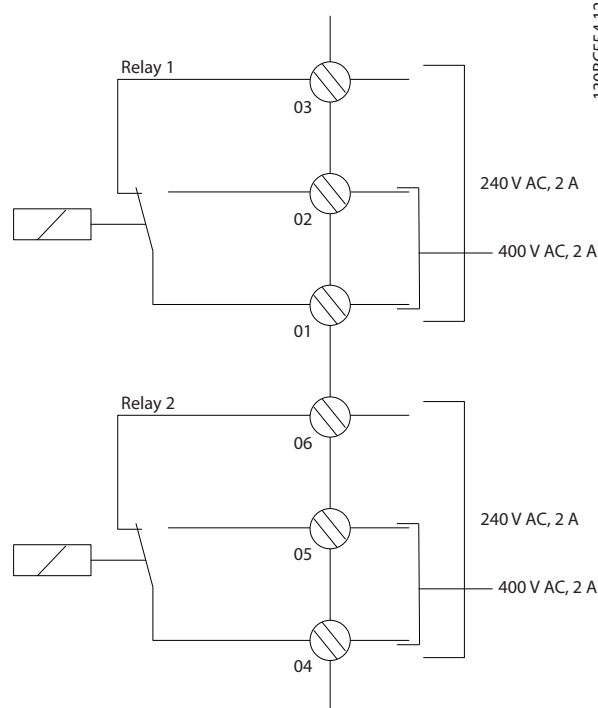 Relay 1
03
02
01
240 V AC, 2 A
400 V AC, 2 A
Relay 2
06
05
04
240 V AC, 2 A
400 V AC, 2 A